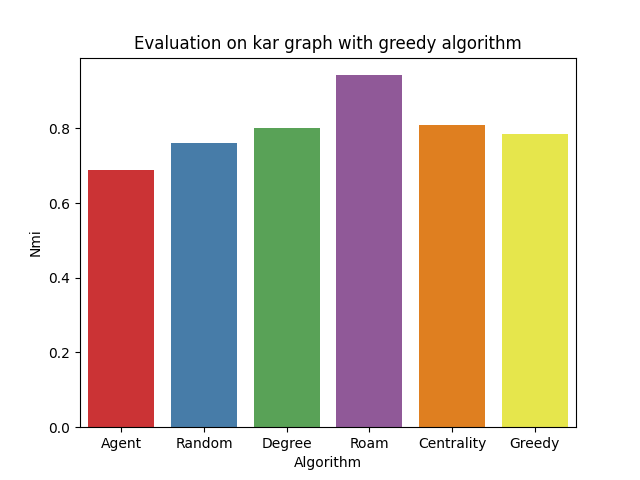 Evaluation on kar graph with greedy algorithm
0.8
0.6
0.4
0.2
0.0
Nmi
Agent Random Degree Roam Centrality Greedy
Algorithm